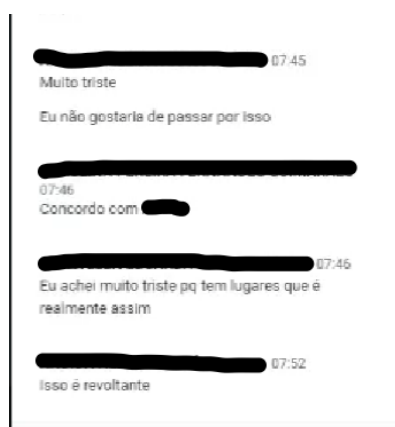 07:45
Muito triste
Eu não gostaria de passar por isso
07:46
Concordo com
07:46
Eu achei muito triste pq tem lugares que é
realmente assim
07:52
Isso é revoltante